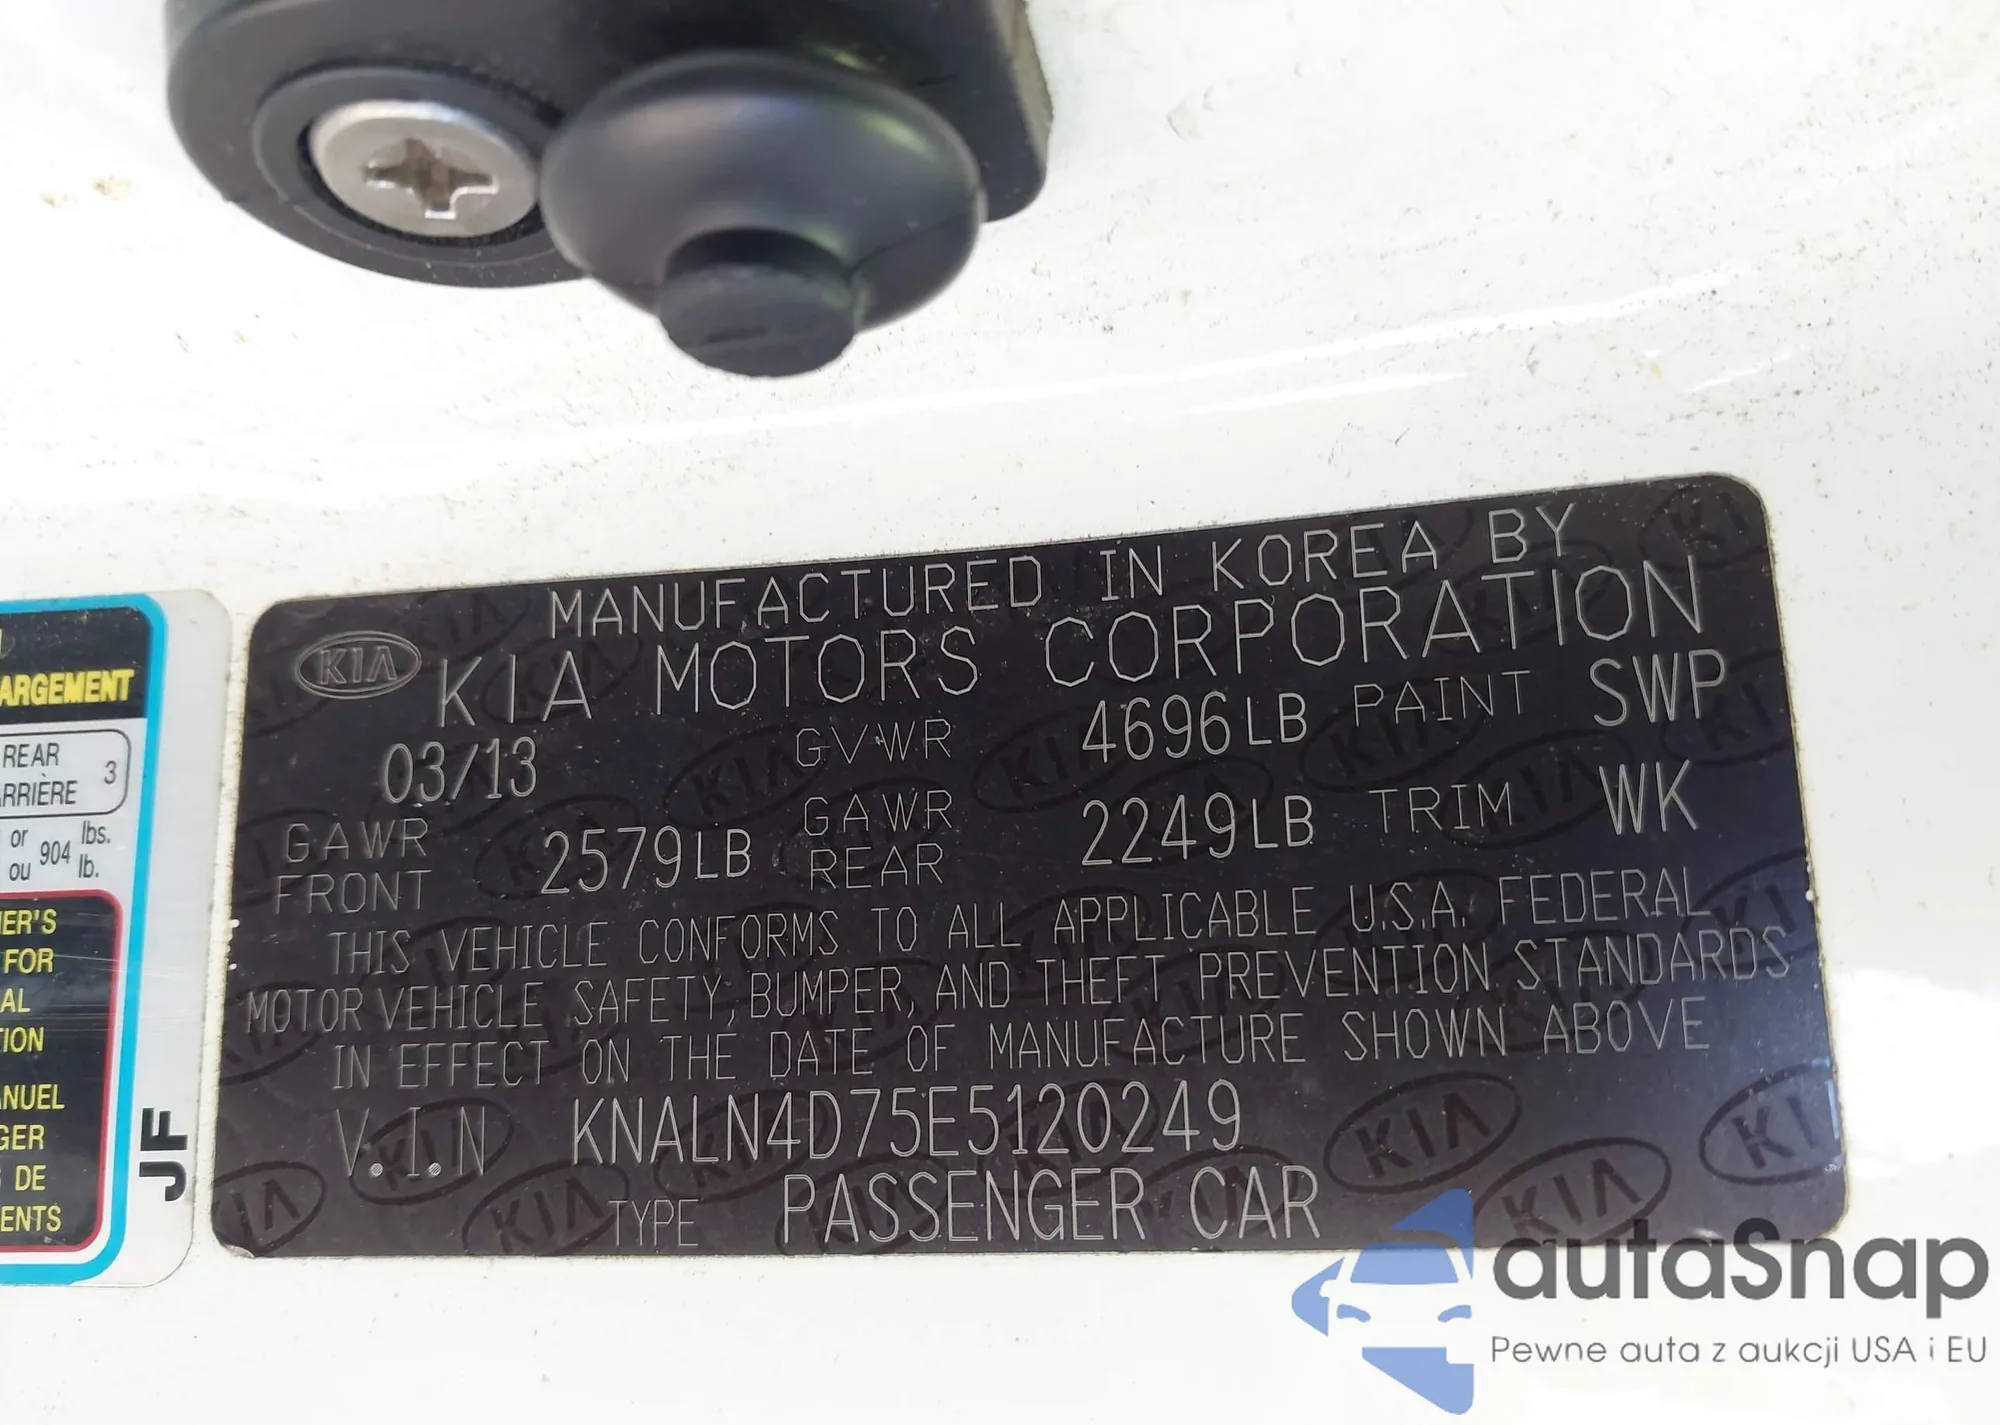 MANUFACTURED IN KOREA BY
KIA KIA MOTORS CORPORATION
03/13 GVWR 4696LB PAINT SWP
GAWR FRONT 2579LB GAWR REAR 2249LB TRIM WK
THIS VEHICLE CONFORMS TO ALL APPLICABLE U.S.A. FEDERAL
MOTOR VEHICLE SAFETY, BUMPER, AND THEFT PREVENTION STANDARDS
IN EFFECT ON THE DATE OF MANUFACTURE SHOWN ABOVE
V.I.N KNALN4D75E5120249
TYPE PASSENGER CAR
ARGEMENT
REAR
ARRIÈRE 3
or 904 lbs.
ou lb.
NER'S
FOR
AL
TION
ANUEL
GER
DE
ENTS
JF
autaSnap
Pewne auta z aukcji USA i EU